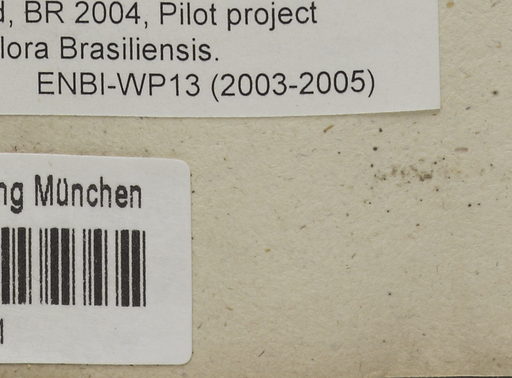 , BR 2004, Pilot project
lora Brasiliensis.
ENBI-WP13 (2003-2005)
ng München